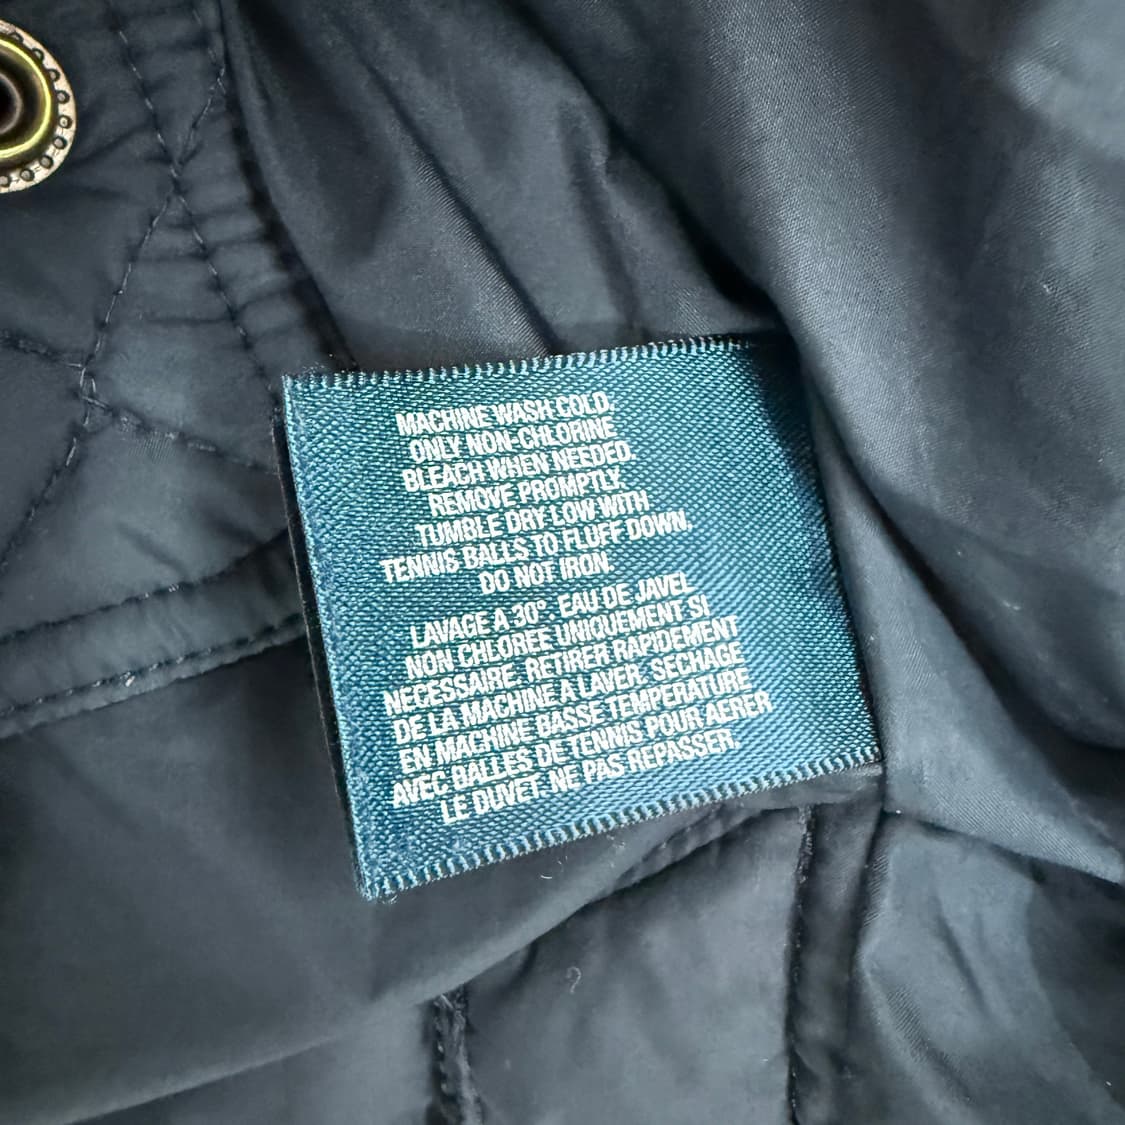 MACHINE WASH COLD.
ONLY NON-CHLORINE
BLEACH WHEN NEEDED.
REMOVE PROMPTLY.
TUMBLE DRY LOW WITH
TENNIS BALLS TO FLUFF DOWN.
DO NOT IRON.
LAVAGE A 30°. EAU DE JAVEL
NON CHLOREE UNIQUEMENT SI
NECESSAIRE. RETIRER RAPIDEMENT
DE LA MACHINE A LAVER. SECHAGE
EN MACHINE BASSE TEMPERATURE
AVEC BALLES DE TENNIS POUR AERER
LE DUVET. NE PAS REPASSER.